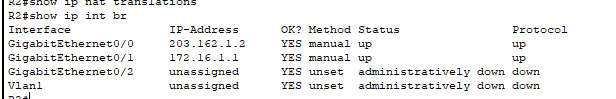 R2#show ip nat translations
R2#show ip int br
Interface IP-Address OK? Method Status Protocol
GigabitEthernet0/0 203.162.1.2 YES manual up up
GigabitEthernet0/1 172.16.1.1 YES manual up up
GigabitEthernet0/2 unassigned YES unset administratively down down
Vlan1 unassigned YES unset administratively down down
R2#